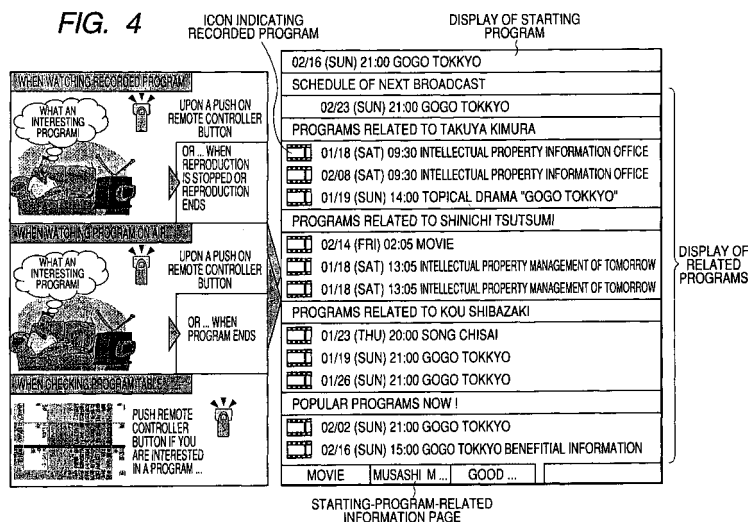 FIG. 4
ICON INDICATING
RECORDED PROGRAM
DISPLAY OF STARTING
PROGRAM
WHEN WATCHING RECORDED PROGRAM
WHAT AN
INTERESTING
PROGRAM!
UPON A PUSH ON
REMOTE CONTROLLER
BUTTON
OR ... WHEN
REPRODUCTION
IS STOPPED OR
REPRODUCTION
ENDS
WHEN WATCHING PROGRAM ON AIR
WHAT AN
INTERESTING
PROGRAM!
UPON A PUSH ON
REMOTE CONTROLLER
BUTTON
OR ... WHEN
PROGRAM ENDS
WHEN CHECKING PROGRAM TABLE
PUSH REMOTE
CONTROLLER
BUTTON IF YOU
ARE INTERESTED
IN A PROGRAM ...
02/16 (SUN) 21:00 GOGO TOKKYO
SCHEDULE OF NEXT BROADCAST
02/23 (SUN) 21:00 GOGO TOKKYO
PROGRAMS RELATED TO TAKUYA KIMURA
01/18 (SAT) 09:30 INTELLECTUAL PROPERTY INFORMATION OFFICE
02/08 (SAT) 09:30 INTELLECTUAL PROPERTY INFORMATION OFFICE
01/19 (SUN) 14:00 TOPICAL DRAMA "GOGO TOKKYO"
PROGRAMS RELATED TO SHINICHI TSUTSUMI
02/14 (FRI) 02:05 MOVIE
01/18 (SAT) 13:05 INTELLECTUAL PROPERTY MANAGEMENT OF TOMORROW
01/18 (SAT) 13:05 INTELLECTUAL PROPERTY MANAGEMENT OF TOMORROW
PROGRAMS RELATED TO KOU SHIBAZAKI
01/23 (THU) 20:00 SONG CHISAI
01/19 (SUN) 21:00 GOGO TOKKYO
01/26 (SUN) 21:00 GOGO TOKKYO
POPULAR PROGRAMS NOW !
02/02 (SUN) 21:00 GOGO TOKKYO
02/16 (SUN) 15:00 GOGO TOKKYO BENEFITIAL INFORMATION
MOVIE
MUSASHI M ...
GOOD ...
DISPLAY OF
RELATED
PROGRAMS
STARTING-PROGRAM-RELATED
INFORMATION PAGE